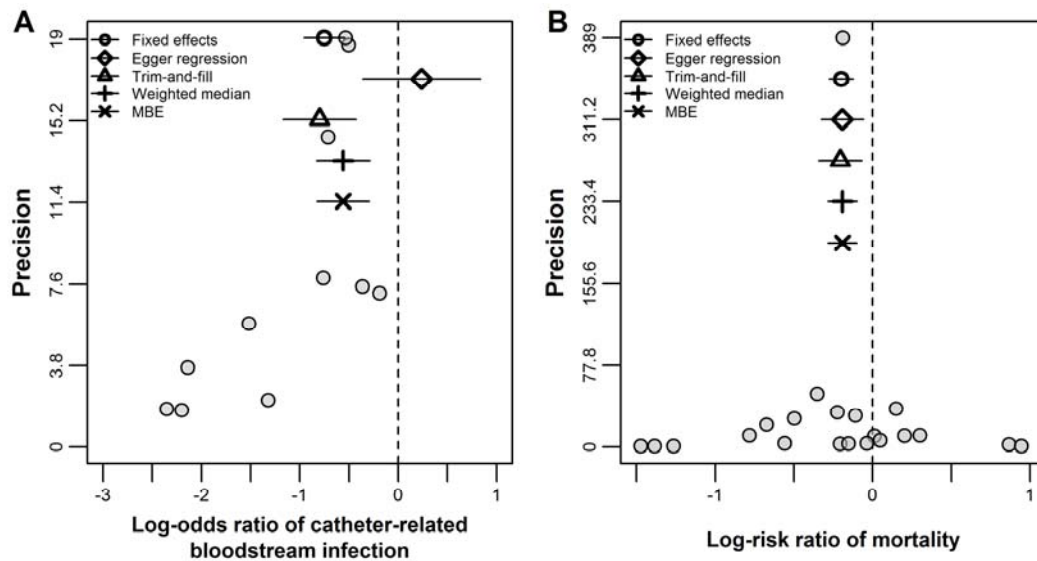 A
Fixed effects
Egger regression
Trim-and-fill
Weighted median
MBE
Precision
19
15.2
11.4
7.6
3.8
0
-3
-2
-1
0
1
Log-odds ratio of catheter-related
bloodstream infection
B
Fixed effects
Egger regression
Trim-and-fill
Weighted median
MBE
Precision
389
311.2
233.4
155.6
77.8
0
-1
0
1
Log-risk ratio of mortality